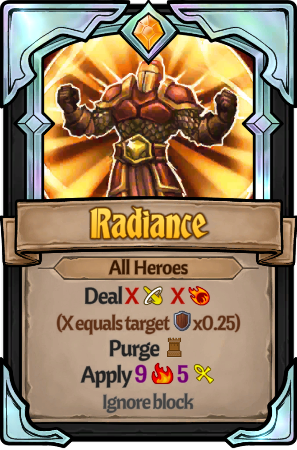 Radiance
All Heroes
Deal X X
(X equals target x0.25)
Purge
Apply 9 5
Ignore block